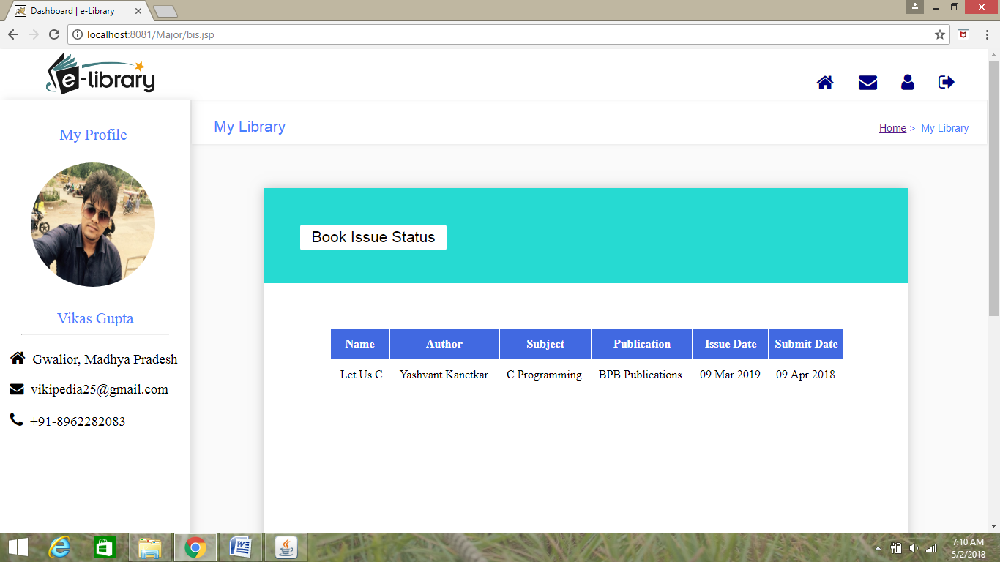 Dashboard | e-Library
localhost:8081/Major/bis.jsp
e-library
My Profile
Vikas Gupta
Gwalior, Madhya Pradesh
vikipedia25@gmail.com
+91-8962282083
My Library
Home > My Library
Book Issue Status
Name Author Subject Publication Issue Date Submit Date
Let Us C Yashvant Kanetkar C Programming BPB Publications 09 Mar 2019 09 Apr 2018
7:10 AM
5/2/2018